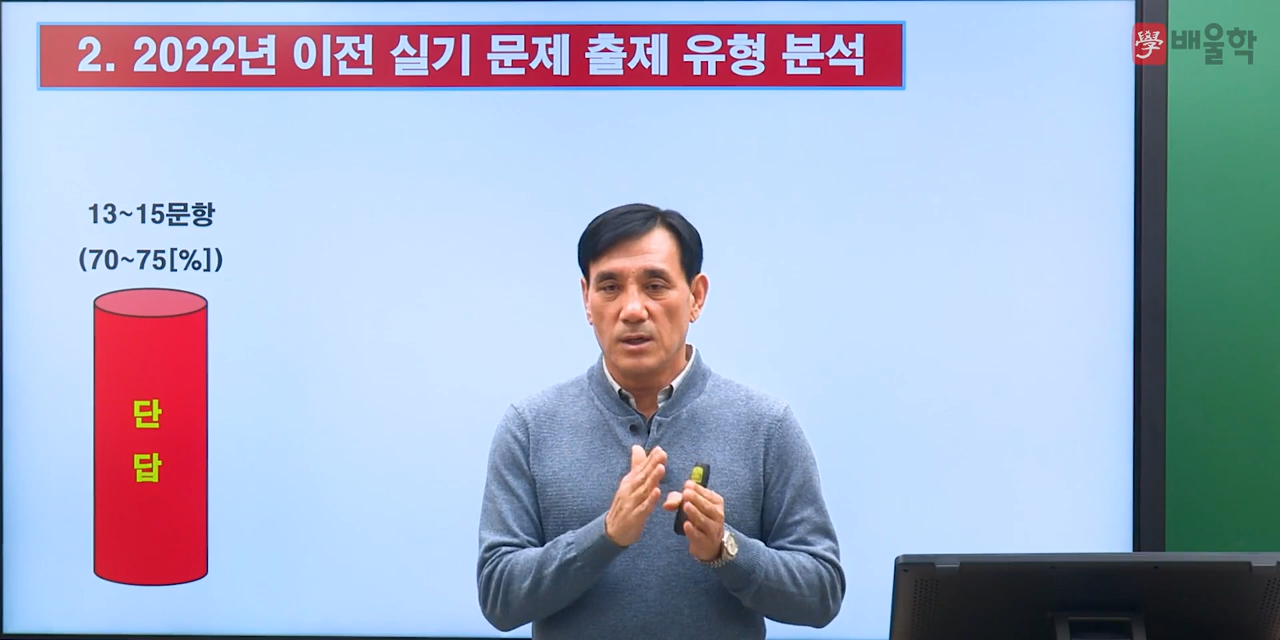 2. 2022년 이전 실기 문제 출제 유형 분석
學 배울학
13~15문항
(70~75[%])
단
답